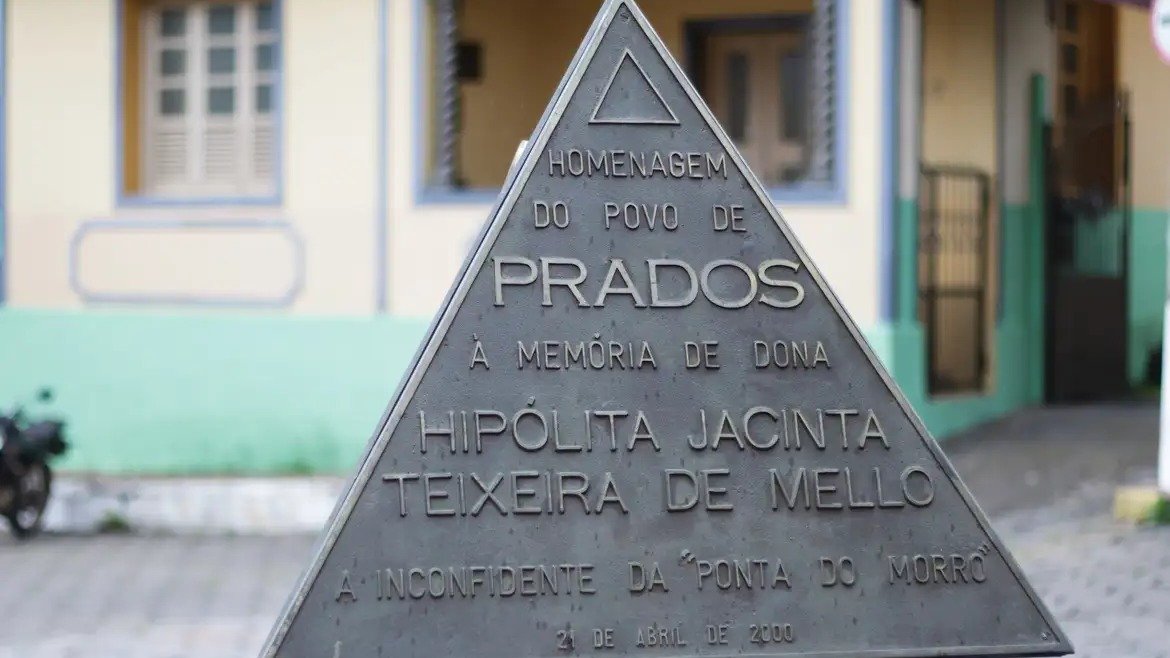 HOMENAGEM
DO POVO DE
PRADOS
À MEMÓRIA DE DONA
HIPÓLITA JACINTA
TEIXEIRA DE MELLO
A INCONFIDENTE DA "PONTA DO MORRO"
21 DE ABRIL DE 2000